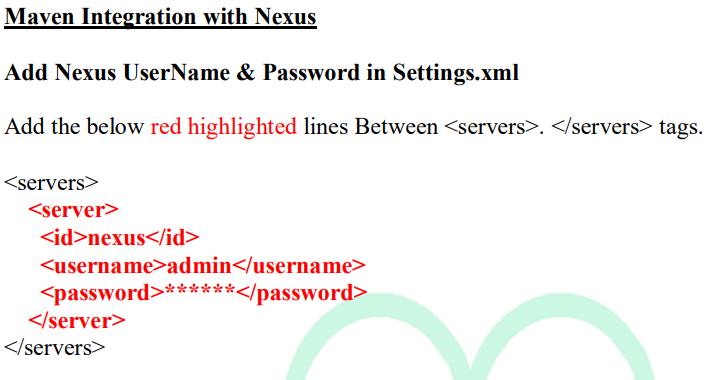 Maven Integration with Nexus
Add Nexus UserName & Password in Settings.xml
Add the below red highlighted lines Between <servers>. </servers> tags.
<servers>
<server>
<id>nexus</id>
<username>admin</username>
<password>******</password>
</server>
</servers>